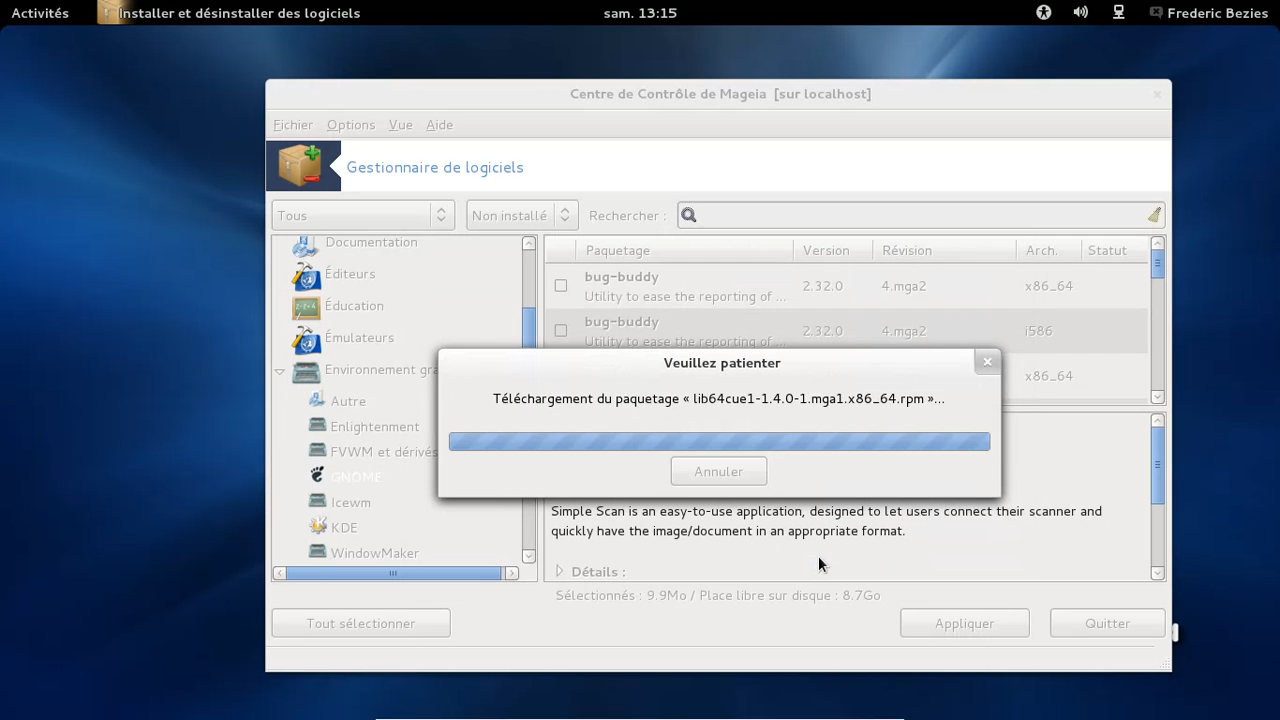 Activités Installer et désinstaller des logiciels sam. 13:15 Frederic Bezies
Centre de Contrôle de Mageia [sur localhost]
Fichier Options Vue Aide
Gestionnaire de logiciels
Tous Non installé Rechercher :
Documentation
Éditeurs
Éducation
Émulateurs
Environnement gra
Autre
Enlightenment
FVWM et dérivés
GNOME
Icewm
KDE
WindowMaker
Paquetage Version Révision Arch. Statut
bug-buddy
Utility to ease the reporting of ... 2.32.0 4.mga2 x86_64
bug-buddy
Utility to ease the reporting of ... 2.32.0 4.mga2 i586
x86_64
Veuillez patienter
Téléchargement du paquetage « lib64cue1-1.4.0-1.mga1.x86_64.rpm »...
Annuler
Simple Scan is an easy-to-use application, designed to let users connect their scanner and
quickly have the image/document in an appropriate format.
Détails :
Sélectionnés : 9.9Mo / Place libre sur disque : 8.7Go
Tout sélectionner Appliquer Quitter